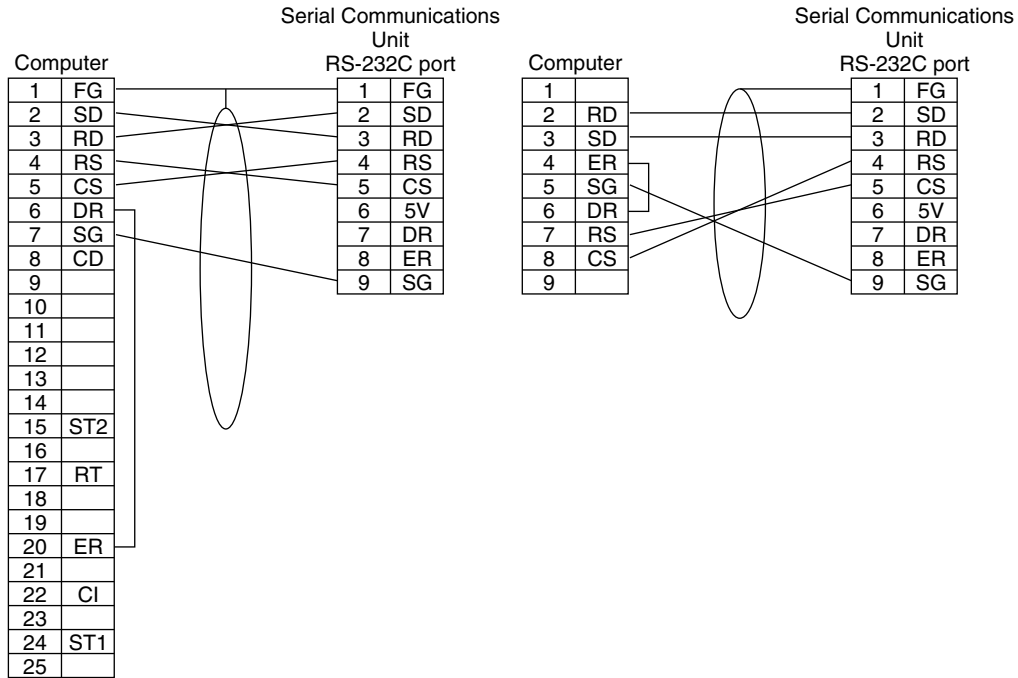 Serial Communications
Unit
RS-232C port
Computer
1 FG
2 SD
3 RD
4 RS
5 CS
6 DR
7 SG
8 CD
9
10
11
12
13
14
15 ST2
16
17 RT
18
19
20 ER
21
22 CI
23
24 ST1
25
1 FG
2 SD
3 RD
4 RS
5 CS
6 5V
7 DR
8 ER
9 SG
Serial Communications
Unit
RS-232C port
Computer
1
2 RD
3 SD
4 ER
5 SG
6 DR
7 RS
8 CS
9
1 FG
2 SD
3 RD
4 RS
5 CS
6 5V
7 DR
8 ER
9 SG